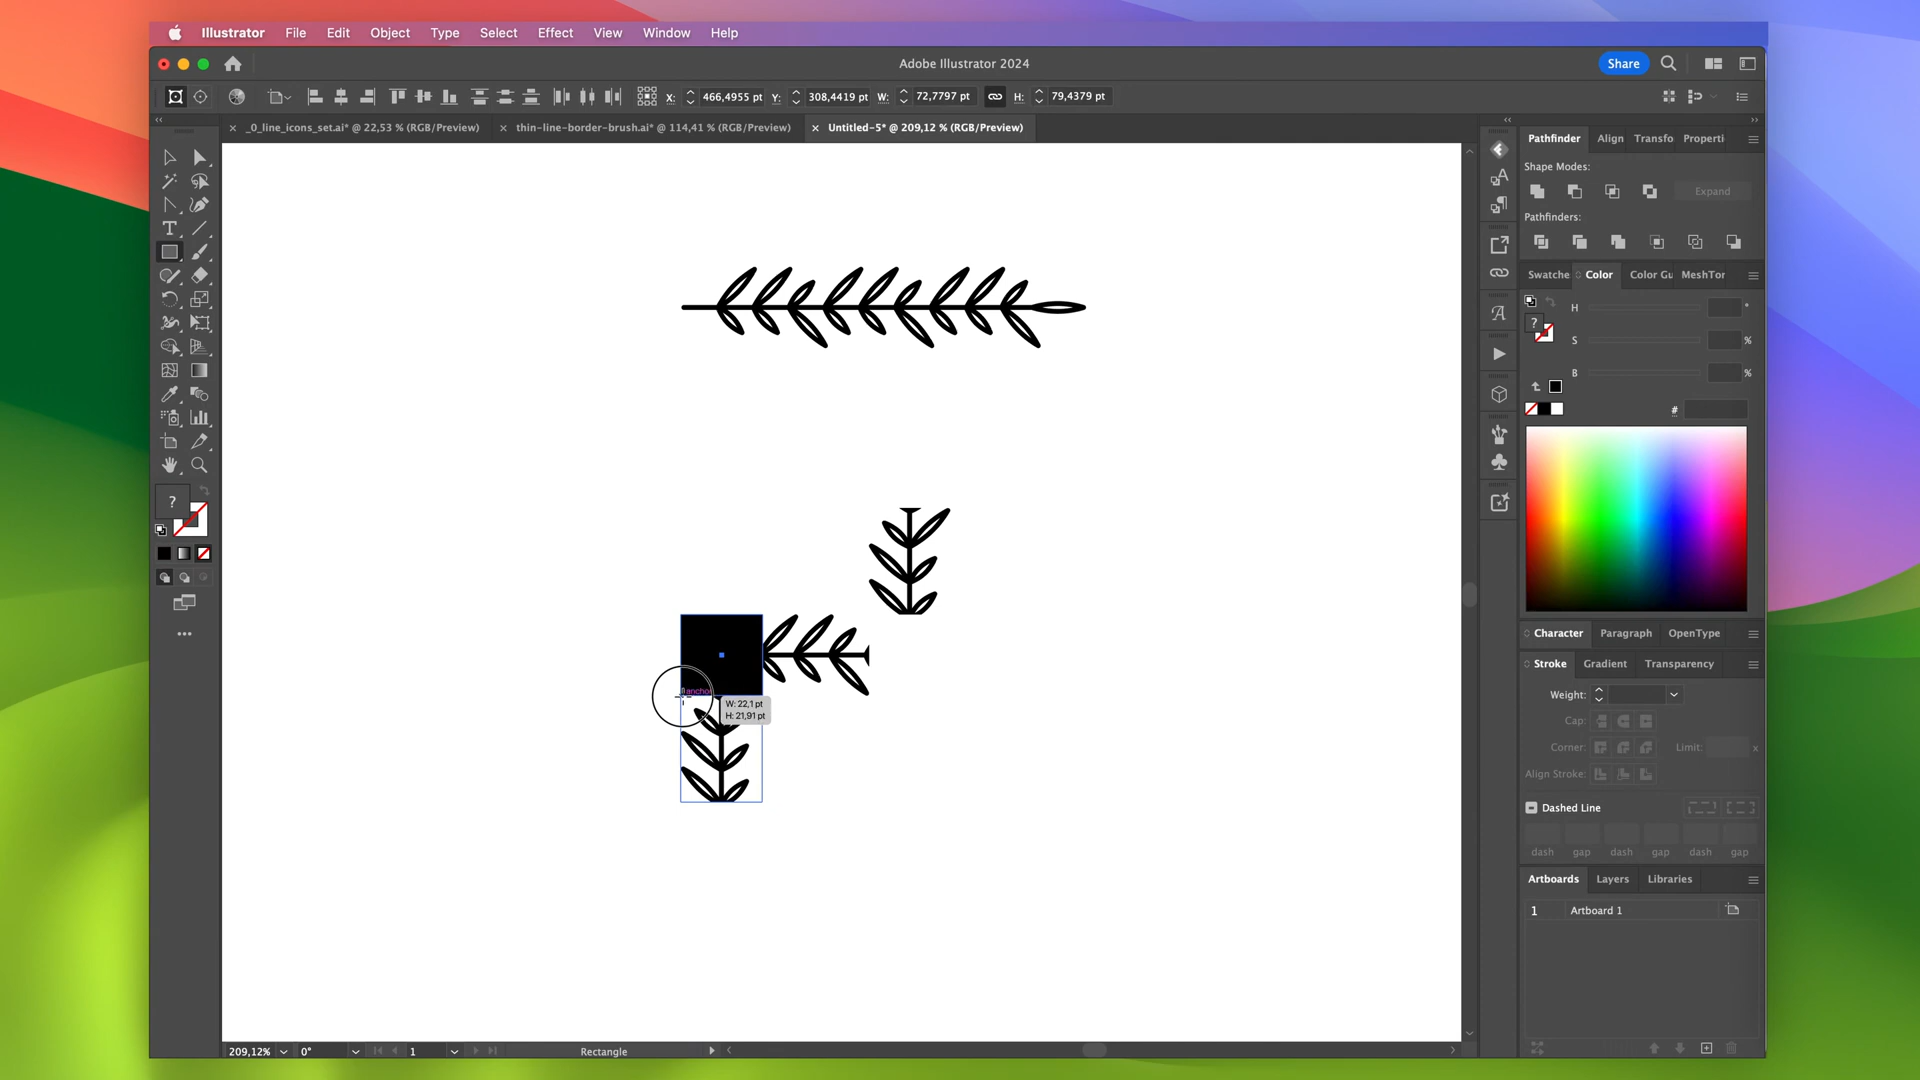 Illustrator File Edit Object Type Select Effect View Window Help
Adobe Illustrator 2024
Share
X: 466,4955 pt Y: 308,4419 pt W: 72,7797 pt H: 79,4379 pt
_0_line_icons_set.ai* @ 22,53 % (RGB/Preview)
thin-line-border-brush.ai* @ 114,41 % (RGB/Preview)
Untitled-5* @ 209,12 % (RGB/Preview)
Pathfinder Align Transfo Properti
Shape Modes:
Expand
Pathfinders:
Swatche Color Color Gu MeshTor
H °
S %
B %
#
?
?
Character Paragraph OpenType
Stroke Gradient Transparency
Weight:
Cap:
Corner: Limit: x
Align Stroke:
Dashed Line
dash gap dash gap dash gap
Artboards Layers Libraries
1 Artboard 1
W: 22,1 pt
H: 21,91 pt
209,12% 0° 1 Rectangle